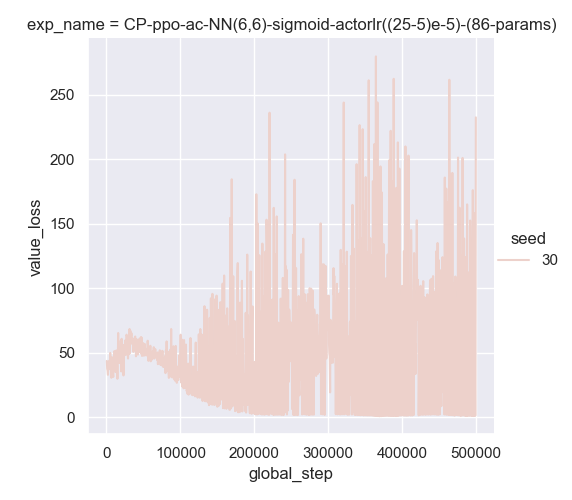 exp_name = CP-ppo-ac-NN(6,6)-sigmoid-actorlr((25-5)e-5)-(86-params)
250
200
150
100
50
0
value_loss
0 100000 200000 300000 400000 500000
global_step
seed
30